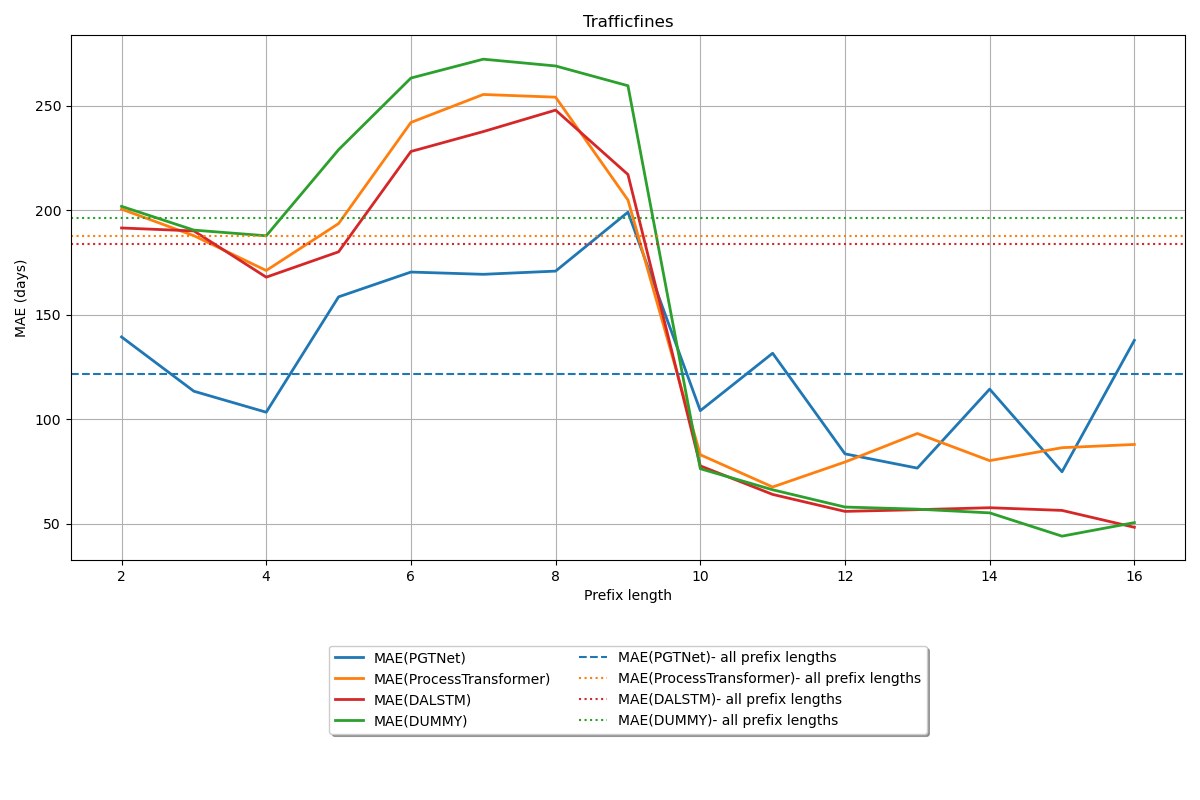 Trafficfines
MAE (days)
250
200
150
100
50
2 4 6 8 10 12 14 16
Prefix length
MAE(PGTNet)
MAE(ProcessTransformer)
MAE(DALSTM)
MAE(DUMMY)
MAE(PGTNet)- all prefix lengths
MAE(ProcessTransformer)- all prefix lengths
MAE(DALSTM)- all prefix lengths
MAE(DUMMY)- all prefix lengths